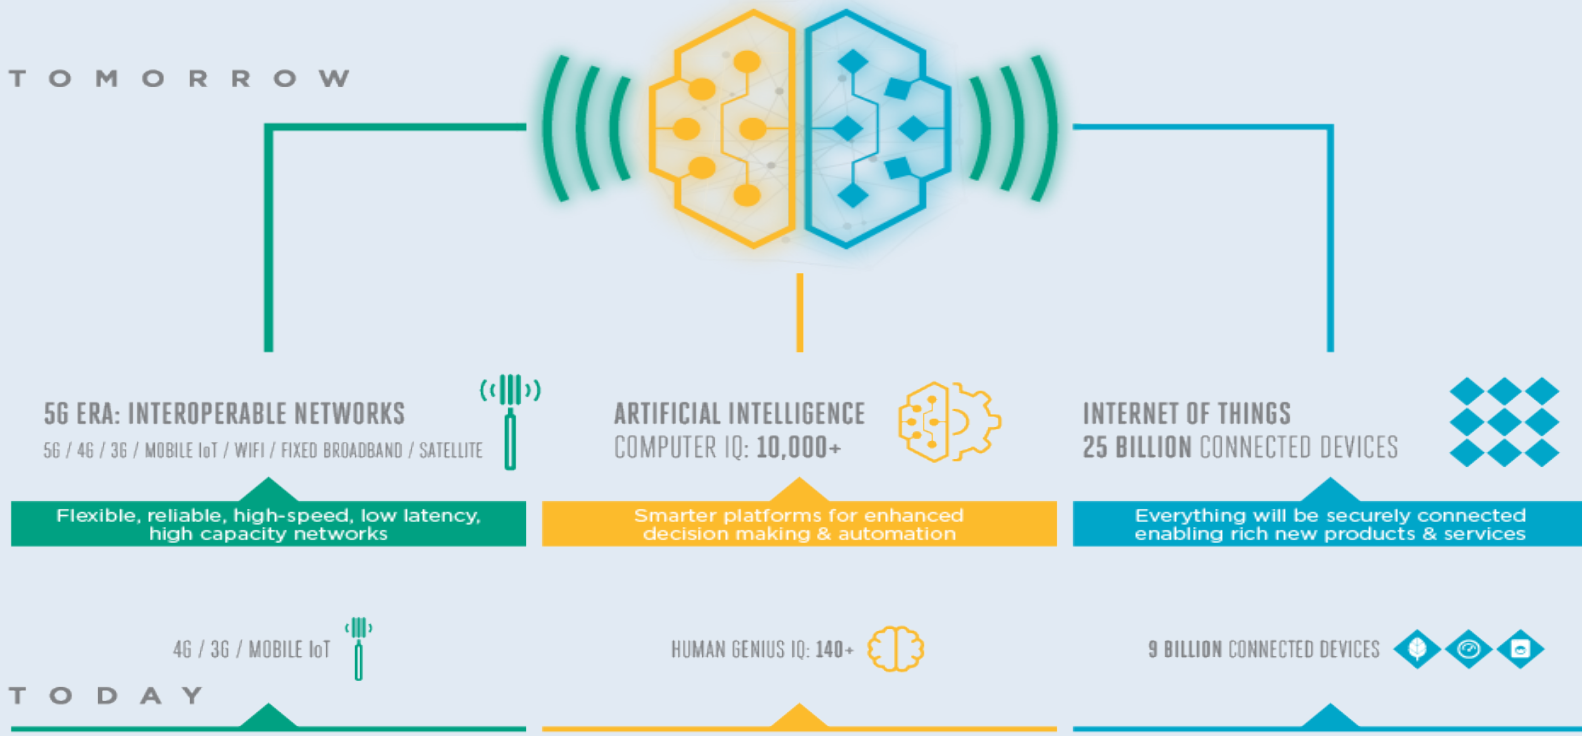 TOMORROW
5G ERA: INTEROPERABLE NETWORKS
5G / 4G / 3G / MOBILE IoT / WIFI / FIXED BROADBAND / SATELLITE
Flexible, reliable, high-speed, low latency,
high capacity networks
ARTIFICIAL INTELLIGENCE
COMPUTER IQ: 10,000+
Smarter platforms for enhanced
decision making & automation
INTERNET OF THINGS
25 BILLION CONNECTED DEVICES
Everything will be securely connected
enabling rich new products & services
4G / 3G / MOBILE IoT
HUMAN GENIUS IQ: 140+
9 BILLION CONNECTED DEVICES
TODAY